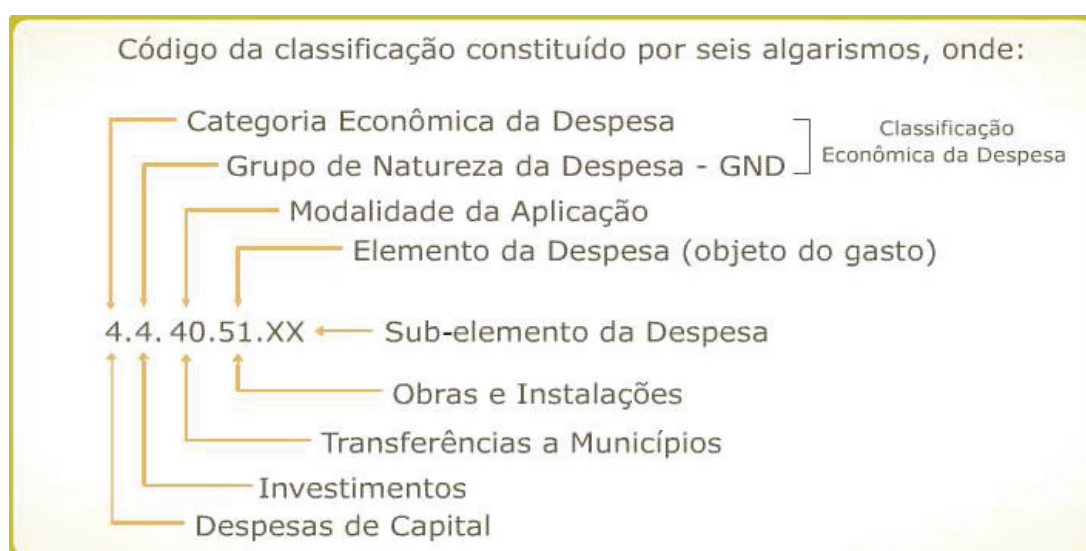 Código da classificação constituído por seis algarismos, onde:
Categoria Econômica da Despesa
Classificação
Econômica da Despesa
Grupo de Natureza da Despesa - GND
Modalidade da Aplicação
Elemento da Despesa (objeto do gasto)
4.4. 40.51.XX
Sub-elemento da Despesa
Obras e Instalações
Transferências a Municípios
Investimentos
Despesas de Capital